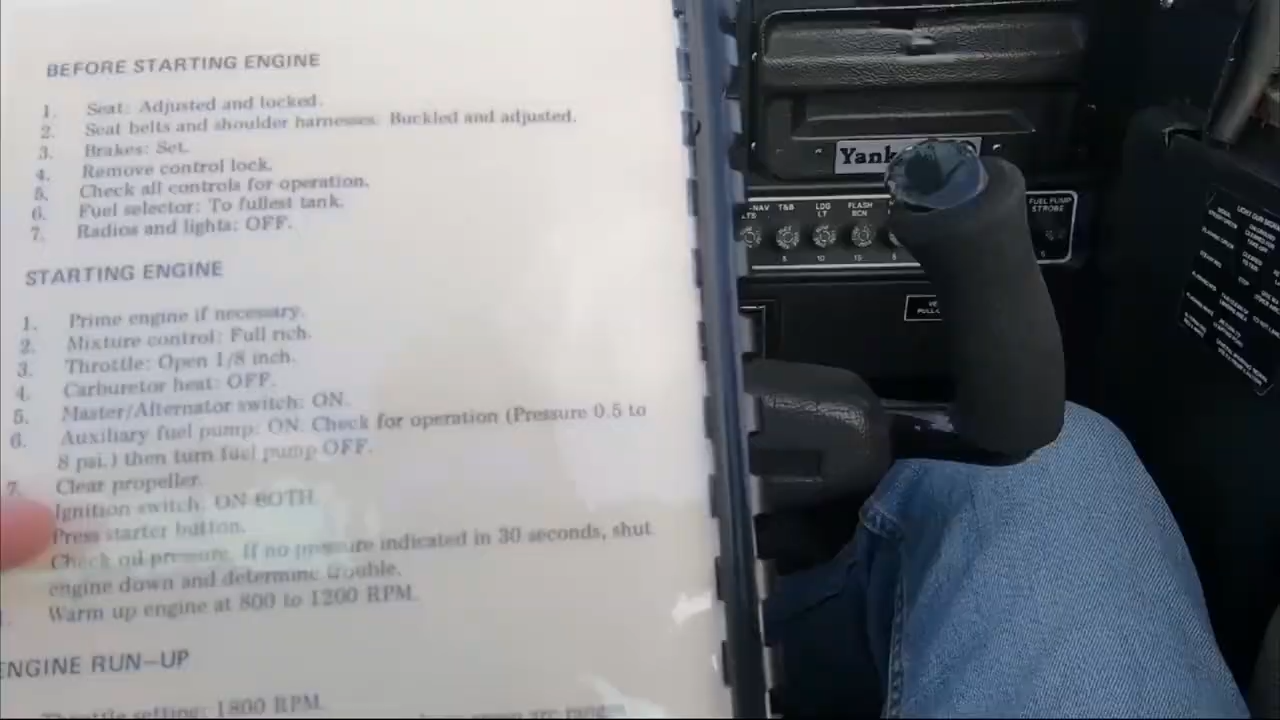 BEFORE STARTING ENGINE
1. Seat: Adjusted and locked.
2. Seat belts and shoulder harnesses: Buckled and adjusted.
3. Brakes: Set.
4. Remove control lock.
5. Check all controls for operation.
6. Fuel selector: To fullest tank.
7. Radios and lights: OFF.
STARTING ENGINE
1. Prime engine if necessary.
2. Mixture control: Full rich.
3. Throttle: Open 1/8 inch.
4. Carburetor heat: OFF.
5. Master/Alternator switch: ON.
6. Auxiliary fuel pump: ON. Check for operation (Pressure 0.5 to
8 psi.) then turn fuel pump OFF.
7. Clear propeller.
Ignition switch: ON BOTH
Press starter button.
Check oil pressure. If no pressure indicated in 30 seconds, shut
engine down and determine trouble.
Warm up engine at 800 to 1200 RPM.
ENGINE RUN-UP
Throttle setting: 1800 RPM.
Yank
-NAV LTS
T&B
LDG LT
FLASH BCN
FUEL PUMP STROBE
5 10 15 5